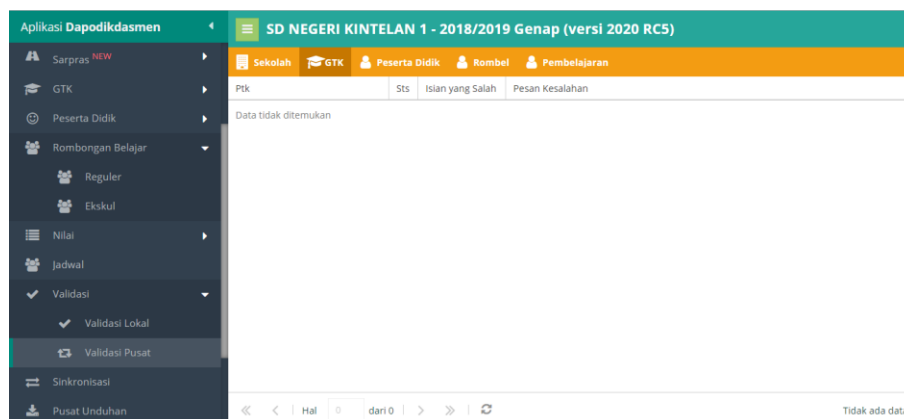 Aplikasi Dapodikdasmen
SD NEGERI KINTELAN 1 - 2018/2019 Genap (versi 2020 RC5)
Sarpras NEW
GTK
Peserta Didik
Rombongan Belajar
Reguler
Ekskul
Nilai
Jadwal
Validasi
Validasi Lokal
Validasi Pusat
Sinkronisasi
Pusat Unduhan
Sekolah GTK Peserta Didik Rombel Pembelajaran
Ptk Sts Isian yang Salah Pesan Kesalahan
Data tidak ditemukan
Hal 0 dari 0 Tidak ada data